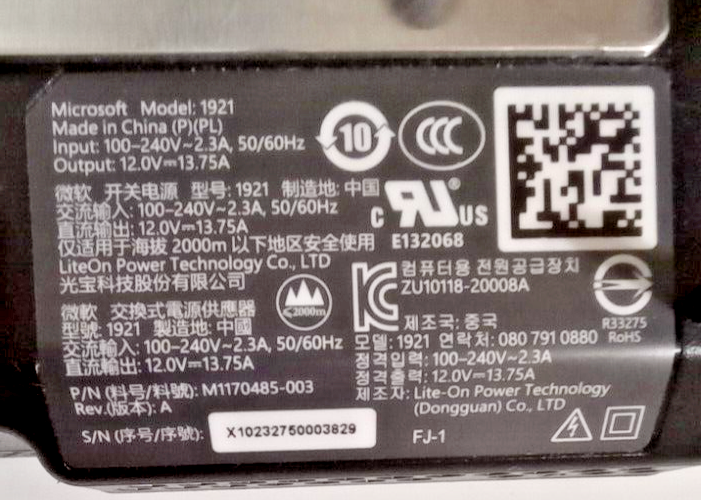 Microsoft Model: 1921
Made in China (P)(PL)
Input: 100-240V~2.3A, 50/60Hz
Output: 12.0V⎓13.75A
10
CCC
微软 开关电源 型号: 1921 制造地: 中国
交流输入: 100-240V~2.3A, 50/60Hz
直流输出: 12.0V⎓13.75A
仅适用于海拔 2000m 以下地区安全使用
LiteOn Power Technology Co., LTD
光宝科技股份有限公司
c RU US
E132068
≤2000m
微軟 交換式電源供應器
型號: 1921 製造地: 中國
交流輸入: 100-240V~2.3A, 50/60Hz
直流輸出: 12.0V⎓13.75A
P/N (料号/料號): M1170485-003
Rev.(版本): A
S/N (序号/序號): X10232750003829
컴퓨터용 전원공급장치
ZU10118-20008A
제조국: 중국
모델: 1921 연락처: 080 791 0880
정격입력: 100-240V~2.3A
정격출력: 12.0V⎓13.75A
제조자: Lite-On Power Technology
(Dongguan) Co., LTD
R33275
RoHS
FJ-1